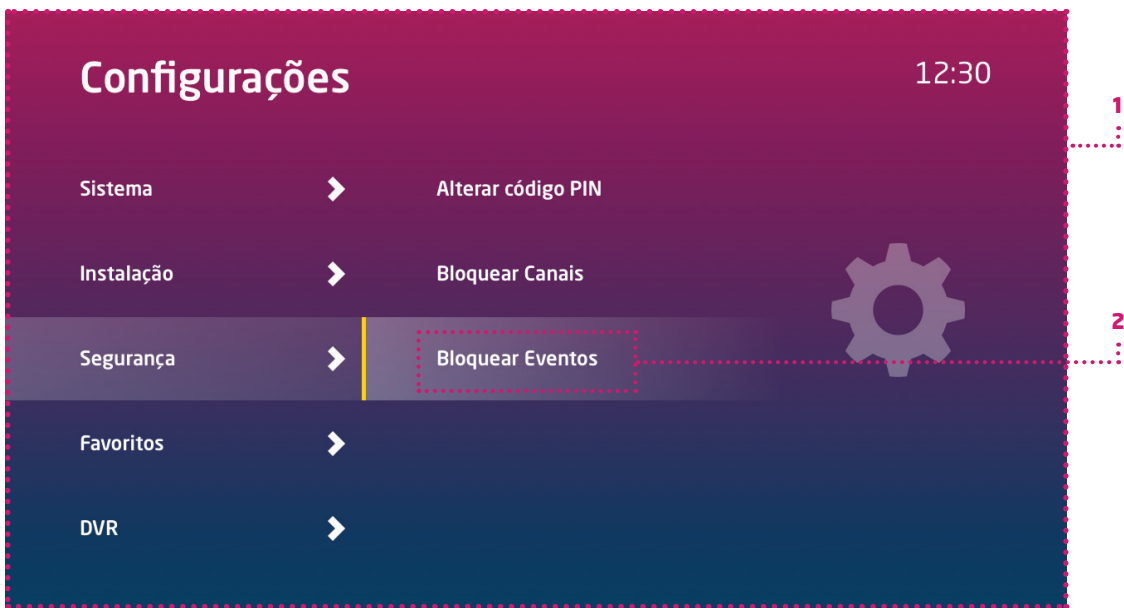 Configurações
12:30
1
Sistema
Alterar código PIN
Instalação
Bloquear Canais
2
Segurança
Bloquear Eventos
Favoritos
DVR